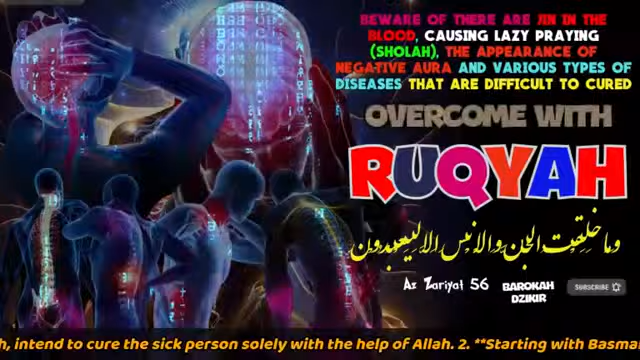 BEWARE OF THERE ARE JIN IN THE
BLOOD, CAUSING LAZY PRAYING
(SHOLAH), THE APPEARANCE OF
NEGATIVE AURA AND VARIOUS TYPES OF
DISEASES THAT ARE DIFFICULT TO CURED
OVERCOME WITH
RUQYAH
وما خلقت الجن والانس الا ليعبدون
Az Zariyat 56
BAROKAH
DZIKIR
SUBSCRIBE
h, intend to cure the sick person solely with the help of Allah. 2. **Starting with Basma